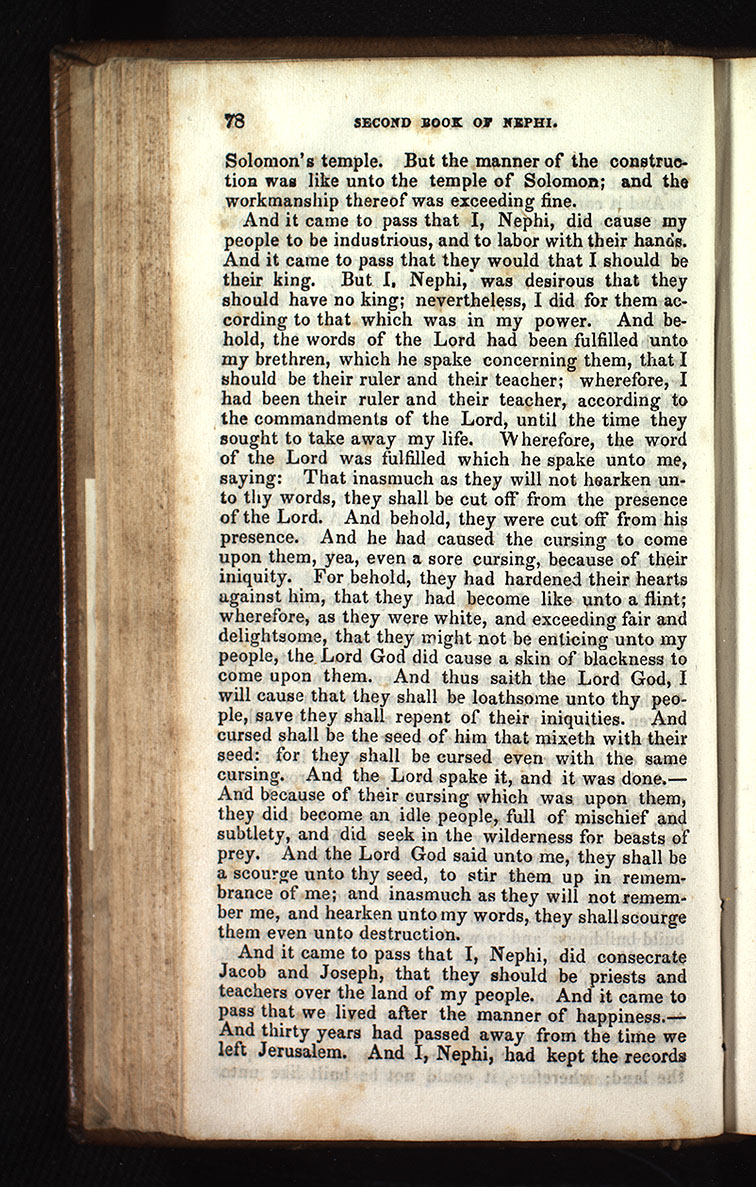 78 SECOND BOOK OF NEPHI.
Solomon's temple. But the manner of the construc-
tion was like unto the temple of Solomon; and the
workmanship thereof was exceeding fine.
And it came to pass that I, Nephi, did cause my
people to be industrious, and to labor with their hands.
And it came to pass that they would that I should be
their king. But I, Nephi, was desirous that they
should have no king; nevertheless, I did for them ac-
cording to that which was in my power. And be-
hold, the words of the Lord had been fulfilled unto
my brethren, which he spake concerning them, that I
should be their ruler and their teacher; wherefore, I
had been their ruler and their teacher, according to
the commandments of the Lord, until the time they
sought to take away my life. Wherefore, the word
of the Lord was fulfilled which he spake unto me,
saying: That inasmuch as they will not hearken un-
to thy words, they shall be cut off from the presence
of the Lord. And behold, they were cut off from his
presence. And he had caused the cursing to come
upon them, yea, even a sore cursing, because of their
iniquity. For behold, they had hardened their hearts
against him, that they had become like unto a flint;
wherefore, as they were white, and exceeding fair and
delightsome, that they might not be enticing unto my
people, the Lord God did cause a skin of blackness to
come upon them. And thus saith the Lord God, I
will cause that they shall be loathsome unto thy peo-
ple, save they shall repent of their iniquities. And
cursed shall be the seed of him that mixeth with their
seed: for they shall be cursed even with the same
cursing. And the Lord spake it, and it was done.—
And because of their cursing which was upon them,
they did become an idle people, full of mischief and
subtlety, and did seek in the wilderness for beasts of
prey. And the Lord God said unto me, they shall be
a scourge unto thy seed, to stir them up in remem-
brance of me; and inasmuch as they will not remem-
ber me, and hearken unto my words, they shall scourge
them even unto destruction.
And it came to pass that I, Nephi, did consecrate
Jacob and Joseph, that they should be priests and
teachers over the land of my people. And it came to
pass that we lived after the manner of happiness.—
And thirty years had passed away from the time we
left Jerusalem. And I, Nephi, had kept the records